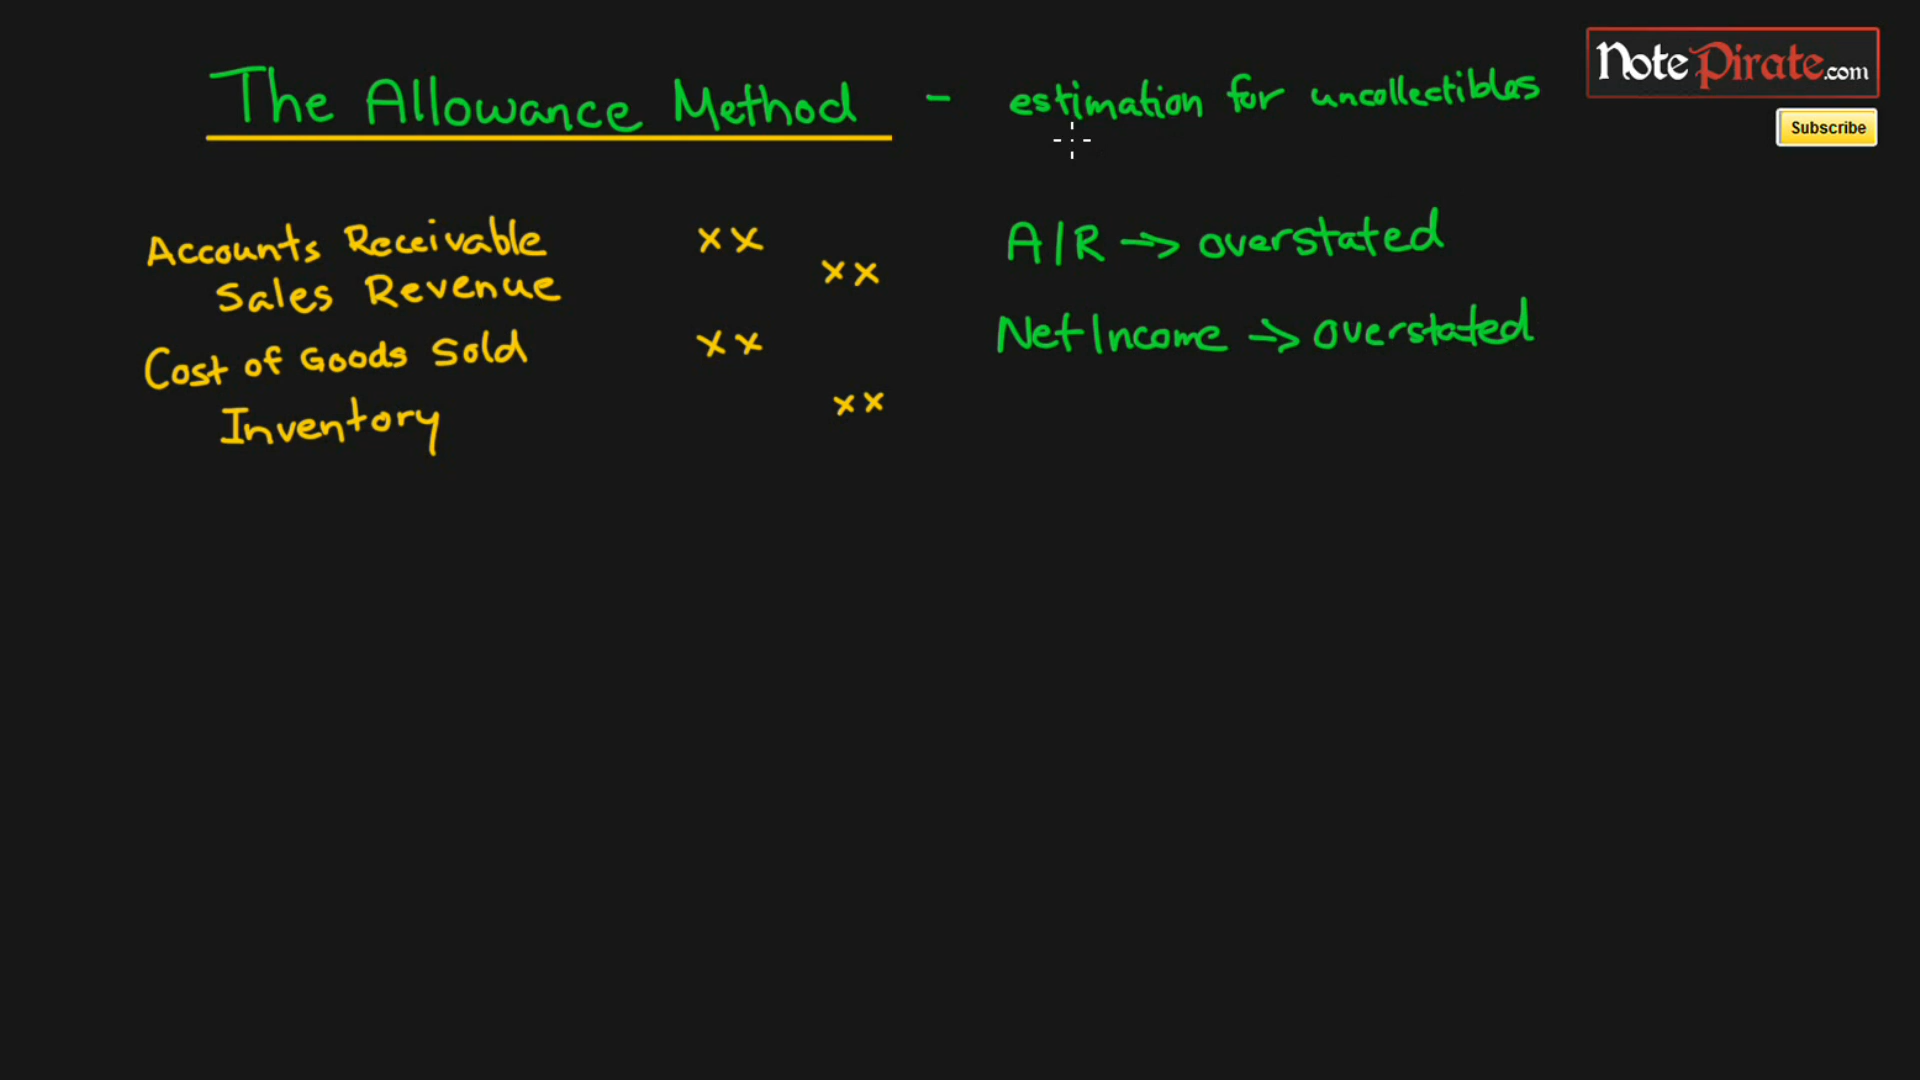 The Allowance Method - estimation for uncollectibles
NotePirate.com
Subscribe
Accounts Receivable xx
Sales Revenue xx
Cost of Goods Sold xx
Inventory xx
A/R → overstated
Net Income → overstated